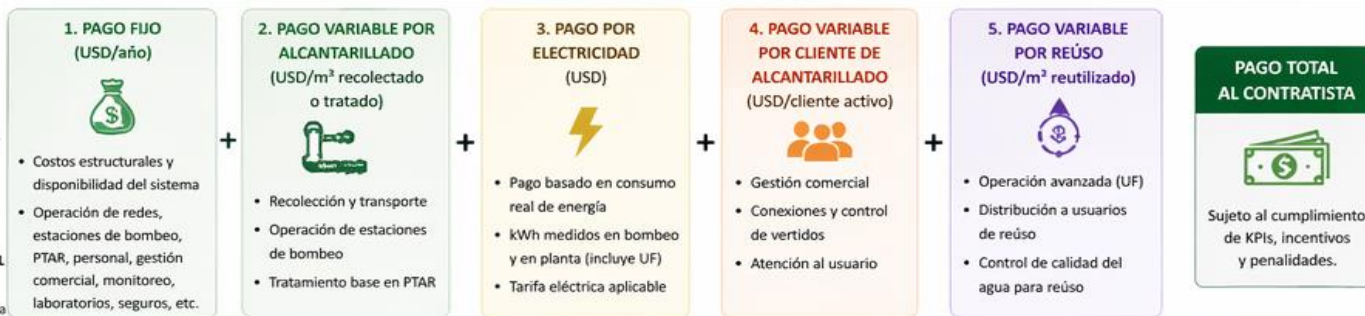 1. PAGO FIJO
(USD/año)
$
• Costos estructurales y
disponibilidad del sistema
• Operación de redes,
estaciones de bombeo,
PTAR, personal, gestión
comercial, monitoreo,
laboratorios, seguros, etc.
+
2. PAGO VARIABLE POR
ALCANTARILLADO
(USD/m³ recolectado
o tratado)
• Recolección y transporte
• Operación de estaciones
de bombeo
• Tratamiento base en PTAR
+
3. PAGO POR
ELECTRICIDAD
(USD)
• Pago basado en consumo
real de energía
• kWh medidos en bombeo
y en planta (incluye UF)
• Tarifa eléctrica aplicable
+
4. PAGO VARIABLE
POR CLIENTE DE
ALCANTARILLADO
(USD/cliente activo)
• Gestión comercial
• Conexiones y control
de vertidos
• Atención al usuario
+
5. PAGO VARIABLE
POR REÚSO
(USD/m³ reutilizado)
• Operación avanzada (UF)
• Distribución a usuarios
de reúso
• Control de calidad del
agua para reúso
PAGO TOTAL
AL CONTRATISTA
$
Sujeto al cumplimiento
de KPIs, incentivos
y penalidades.